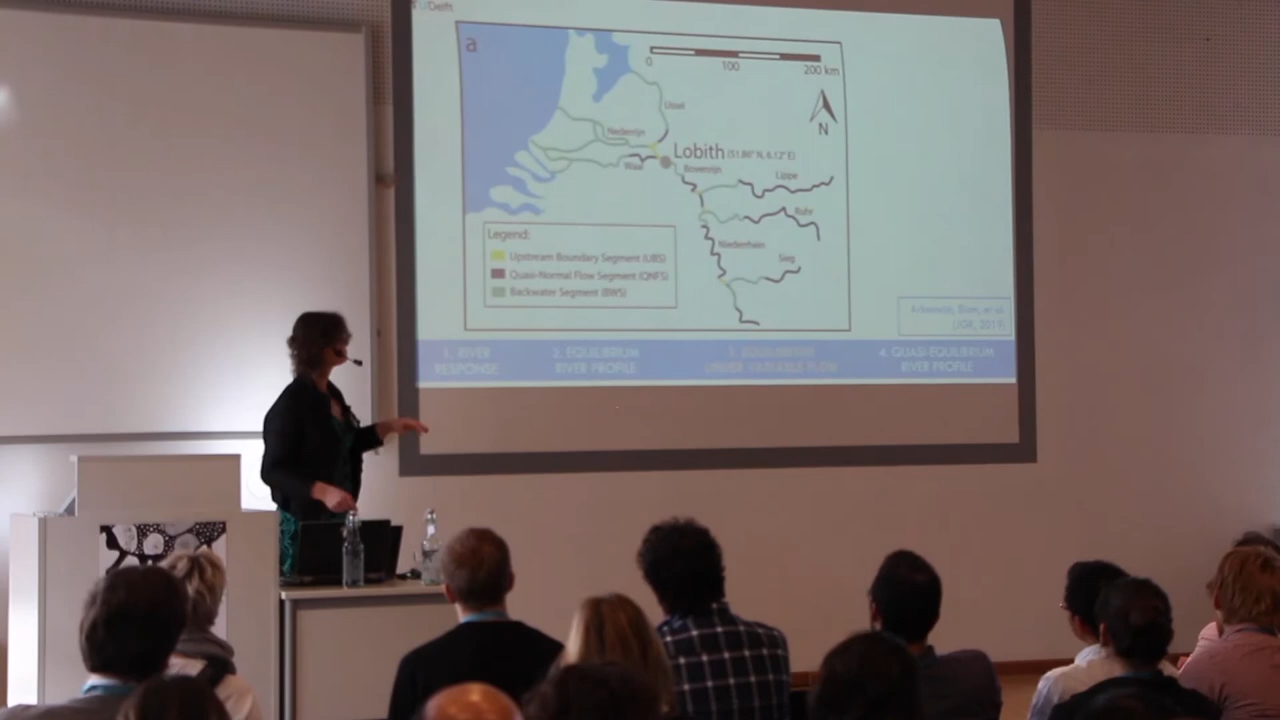 TUDelft
a
0 100 200 km
N
IJssel
Nederrijn
Lobith (51.86° N, 6.12° E)
Waal
Bovenrijn
Lippe
Ruhr
Niederrhein
Sieg
Legend:
Upstream Boundary Segment (UBS)
Quasi-Normal Flow Segment (QNFS)
Backwater Segment (BWS)
(JGR, 2019)
1. RIVER
RESPONSE
2. EQUILIBRIUM
RIVER PROFILE
3. EQUILIBRIUM
UNDER VARIABLE FLOW
4. QUASI-EQUILIBRIUM
RIVER PROFILE